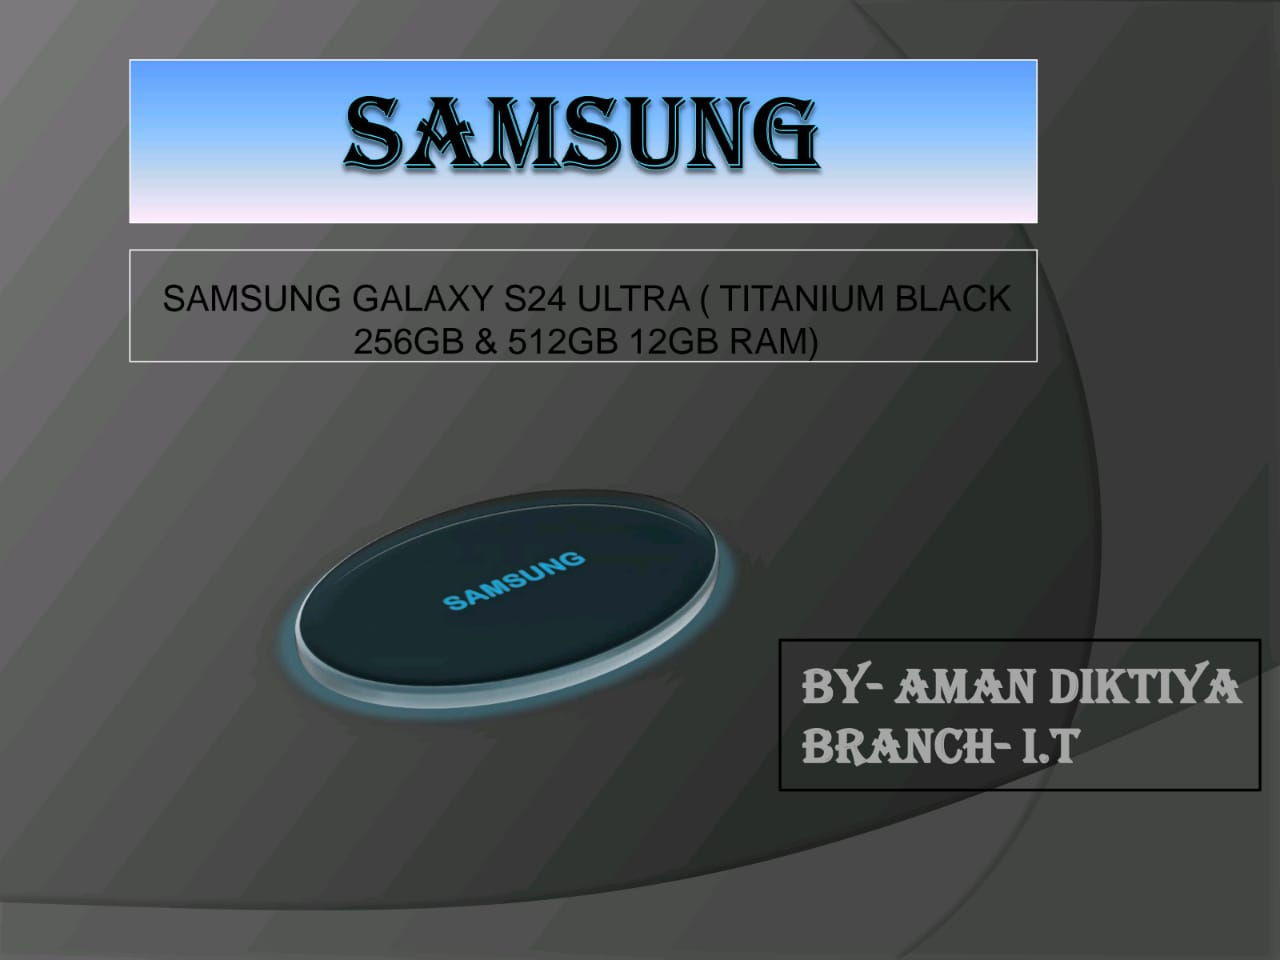 SAMSUNG
SAMSUNG GALAXY S24 ULTRA ( TITANIUM BLACK
256GB & 512GB 12GB RAM)
SAMSUNG
BY- AMAN DIKTIYA
BRANCH- I.T